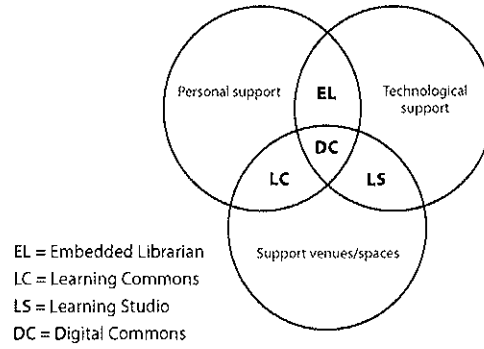 Personal support
EL
Technological
support
DC
LC
LS
Support venues/spaces
EL = Embedded Librarian
LC = Learning Commons
LS = Learning Studio
DC = Digital Commons